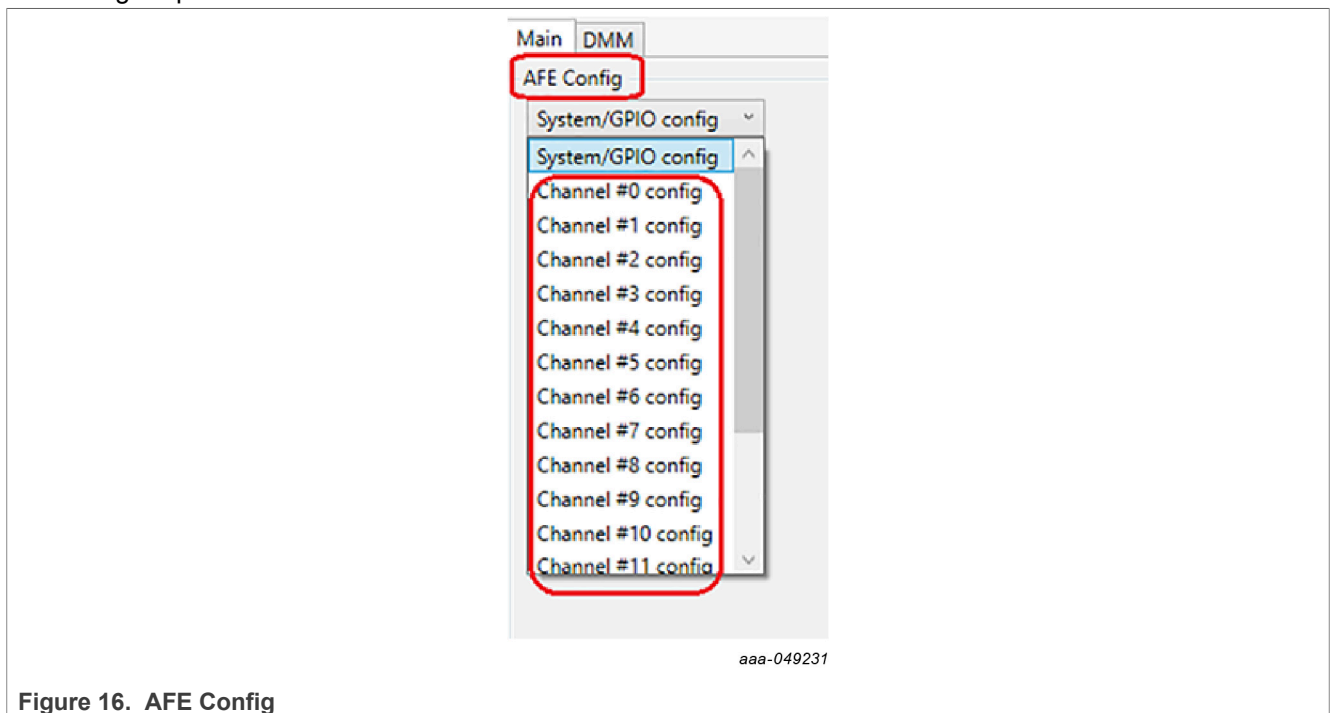 Main DMM
AFE Config
System/GPIO config
System/GPIO config
Channel #0 config
Channel #1 config
Channel #2 config
Channel #3 config
Channel #4 config
Channel #5 config
Channel #6 config
Channel #7 config
Channel #8 config
Channel #9 config
Channel #10 config
Channel #11 config
aaa-049231
Figure 16. AFE Config